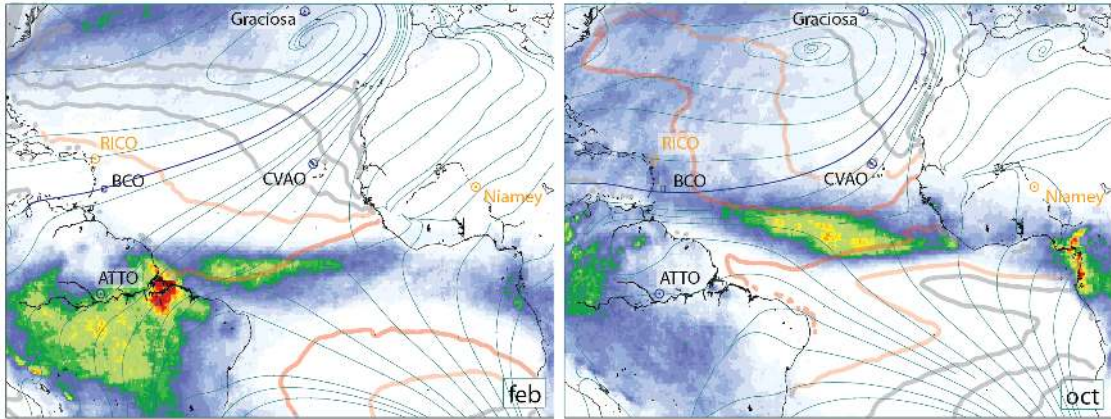 Graciosa
RICO
BCO
CVAO
Niamey
ATTO
feb
Graciosa
RICO
BCO
CVAO
Niamey
ATTO
oct